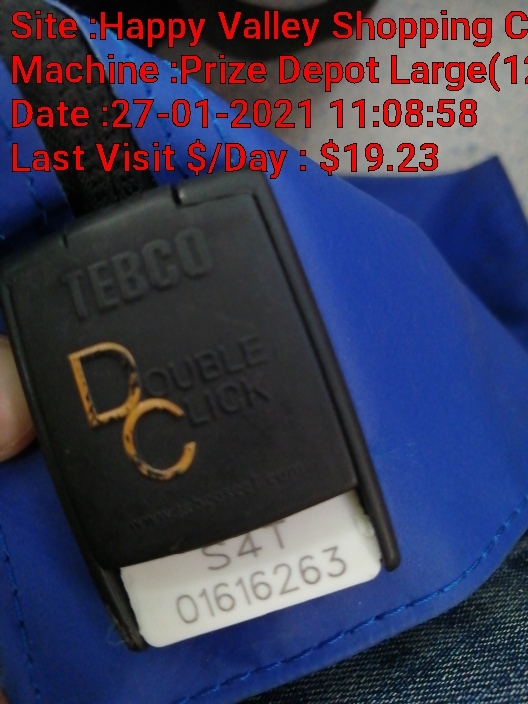 Site :Happy Valley Shopping C
Machine :Prize Depot Large(12
Date :27-01-2021 11:08:58
Last Visit $/Day : $19.23
TEBCO
DOUBLE
CLICK
S4T
01616263